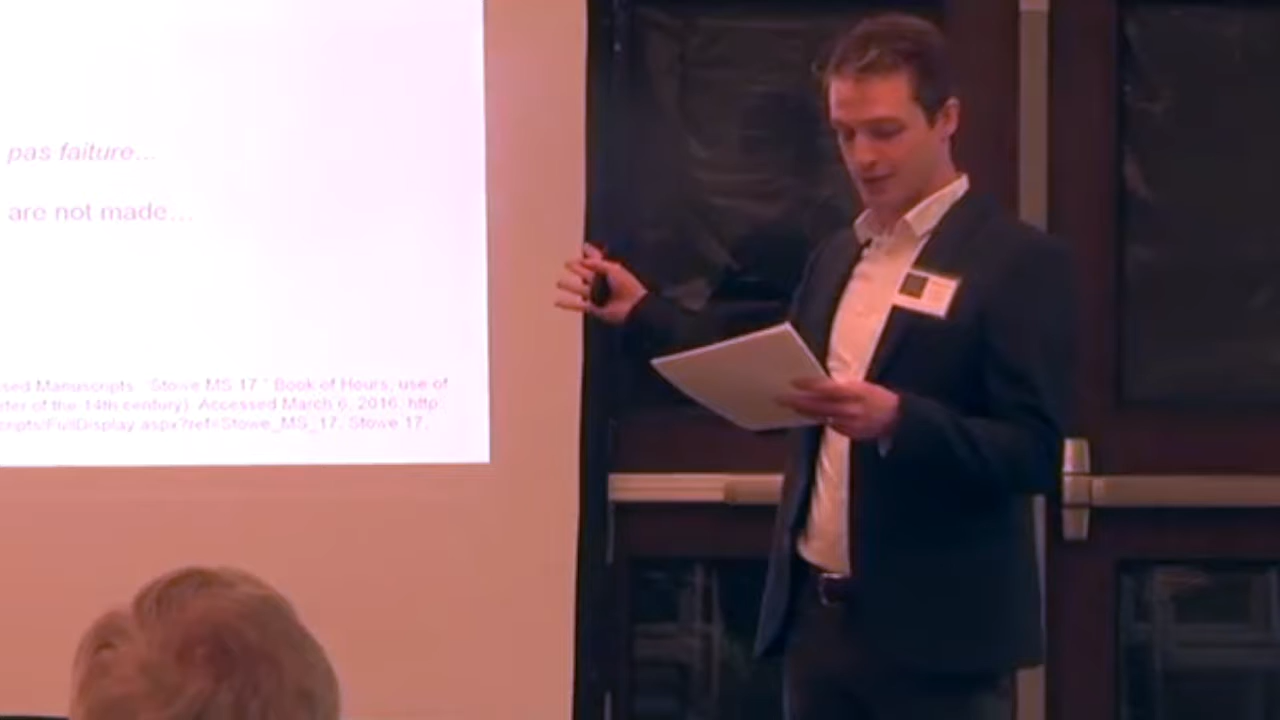 pas faiture...
are not made...
sed Manuscripts: "Stowe MS 17." Book of Hours, use of
ter of the 14th century). Accessed March 6, 2016. http:
cripts/FullDisplay.aspx?ref=Stowe_MS_17; Stowe 17,